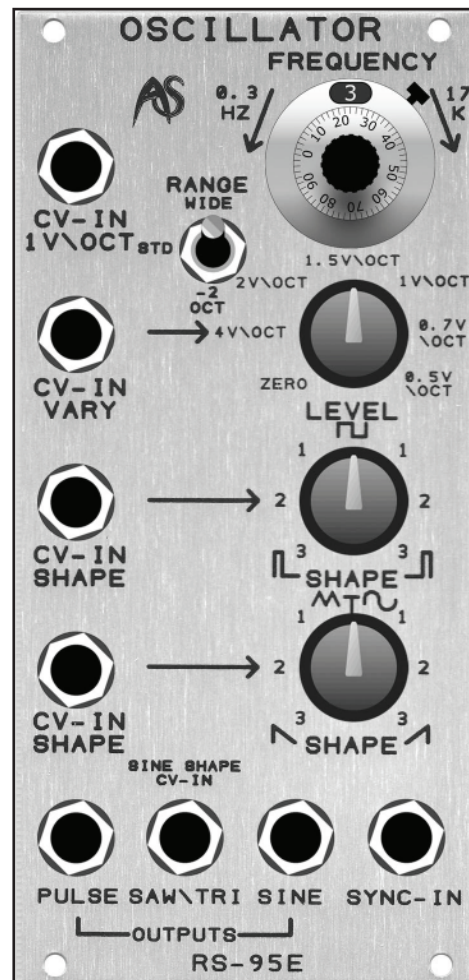 OSCILLATOR
FREQUENCY
AS
0.3
HZ
3
17
K
0 10 20 30 40 50 60 70 80 90
CV-IN
1V\OCT
RANGE
WIDE
STD
-2
OCT
1.5V\OCT
2V\OCT
1V\OCT
4V\OCT
0.7V
\OCT
ZERO
0.5V
\OCT
CV-IN
VARY
LEVEL
1 1
2 2
3 3
CV-IN
SHAPE
SHAPE
T
1 1
2 2
3 3
CV-IN
SHAPE
SHAPE
SINE SHAPE
CV-IN
PULSE SAW\TRI SINE SYNC-IN
OUTPUTS
RS-95E